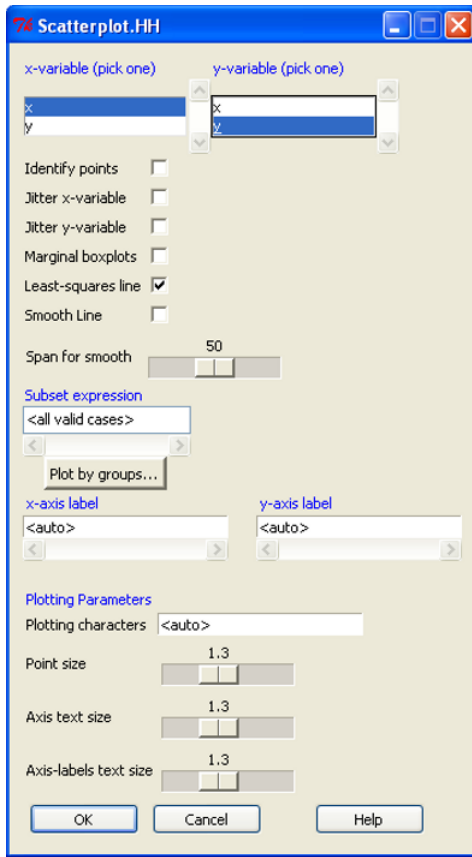 Scatterplot.HH
x-variable (pick one) y-variable (pick one)
x x
y y
Identify points
Jitter x-variable
Jitter y-variable
Marginal boxplots
Least-squares line
Smooth Line
50
Span for smooth
Subset expression
<all valid cases>
Plot by groups...
x-axis label y-axis label
<auto> <auto>
Plotting Parameters
Plotting characters <auto>
1.3
Point size
1.3
Axis text size
1.3
Axis-labels text size
OK Cancel Help